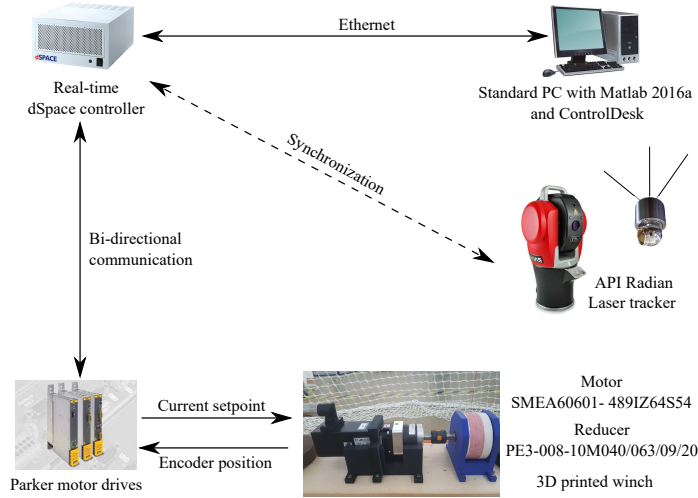 Ethernet
dSPACE
Real-time
dSpace controller
Standard PC with Matlab 2016a
and ControlDesk
Synchronization
Bi-directional
communication
API Radian
Laser tracker
Motor
SMEA60601- 489IZ64S54
Current setpoint
Reducer
PE3-008-10M040/063/09/20
Encoder position
3D printed winch
Parker motor drives